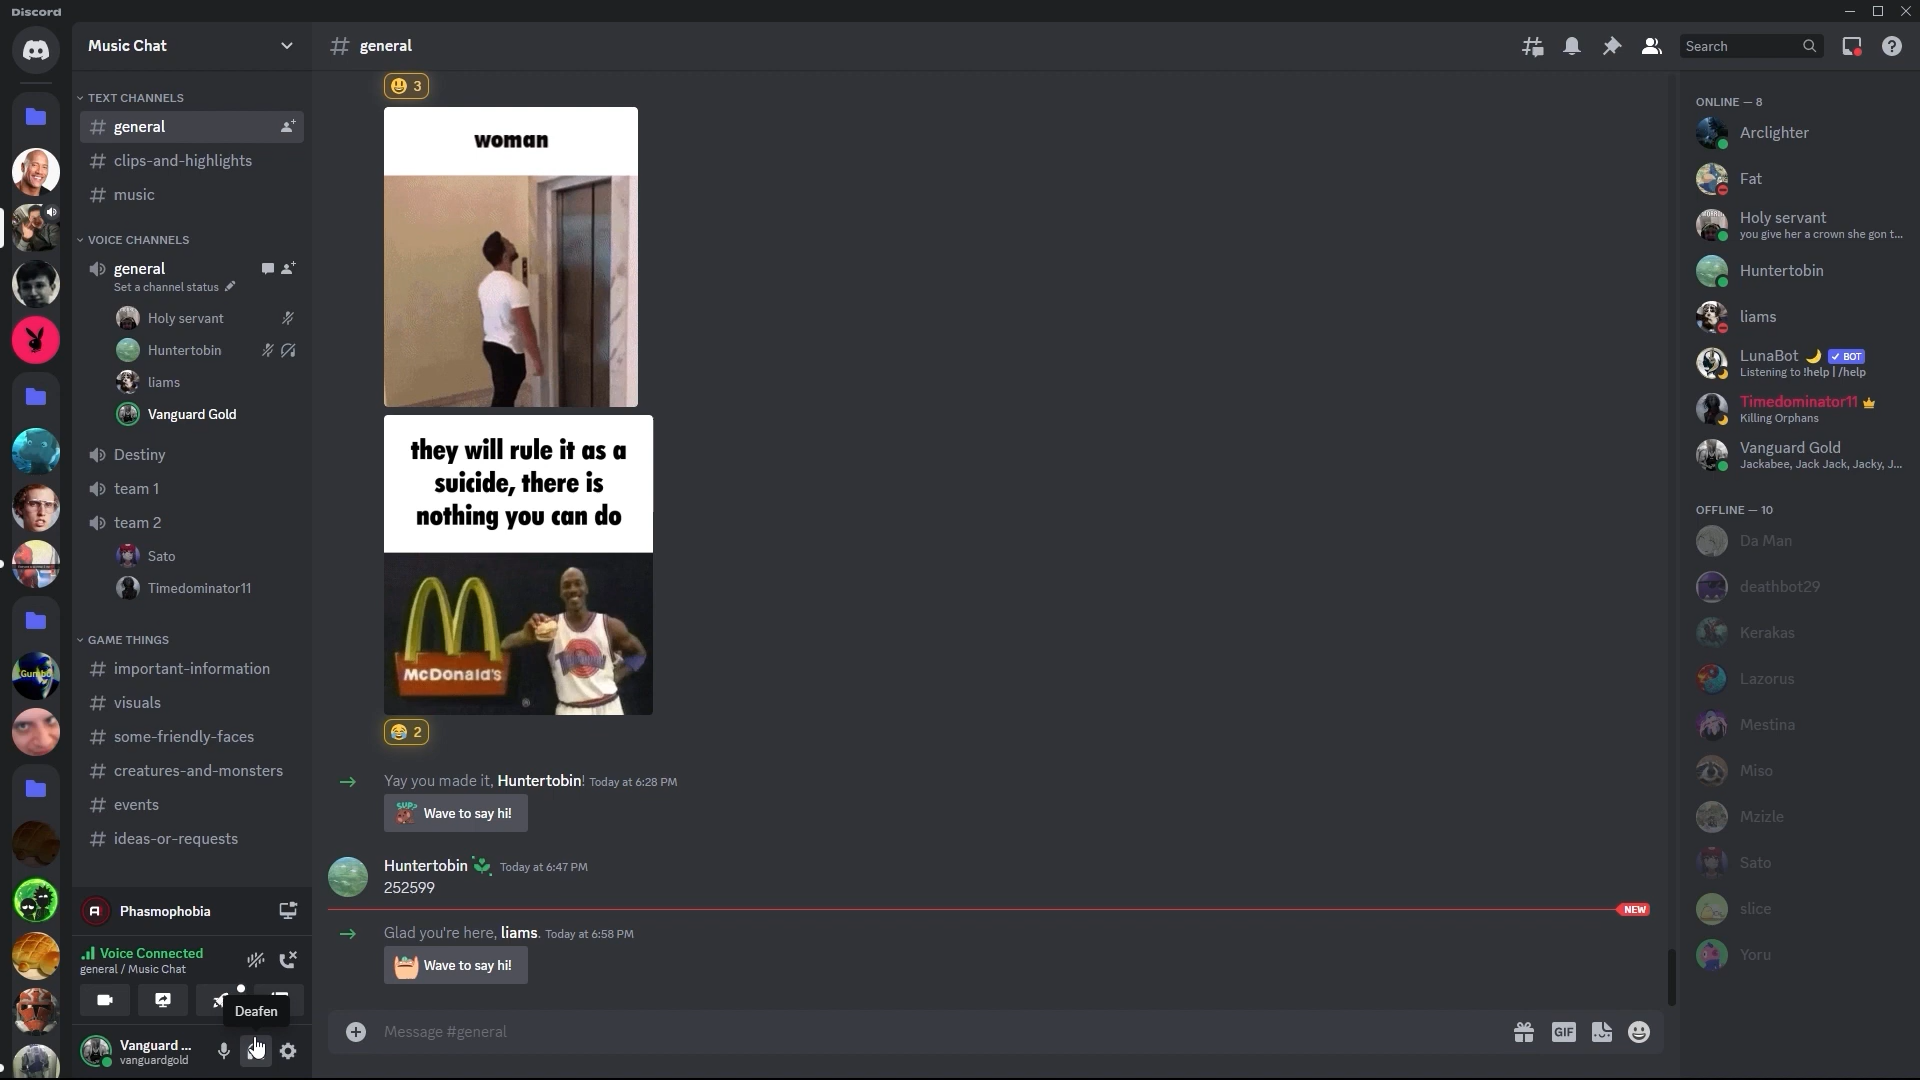 Discord
Music Chat
general
Search
TEXT CHANNELS
general
clips-and-highlights
music
VOICE CHANNELS
general
Set a channel status
Holy servant
Huntertobin
liams
Vanguard Gold
Destiny
team 1
team 2
Sato
Timedominator11
GAME THINGS
important-information
visuals
some-friendly-faces
creatures-and-monsters
events
ideas-or-requests
Phasmophobia
Voice Connected
general / Music Chat
Deafen
Vanguard ...
vanguardgold
3
woman
they will rule it as a
suicide, there is
nothing you can do
McDonald's
2
Yay you made it, Huntertobin! Today at 6:28 PM
SUP?
Wave to say hi!
Huntertobin Today at 6:47 PM
252599
NEW
Glad you're here, liams. Today at 6:58 PM
Wave to say hi!
Message #general
GIF
ONLINE — 8
Arclighter
Fat
Holy servant
you give her a crown she gon t...
Huntertobin
liams
LunaBot BOT
Listening to !help | /help
Timedominator11
Killing Orphans
Vanguard Gold
Jackabee, Jack Jack, Jacky, J...
OFFLINE — 10
Da Man
deathbot29
Kerakas
Lazorus
Mestina
Miso
Mzizle
Sato
slice
Yoru